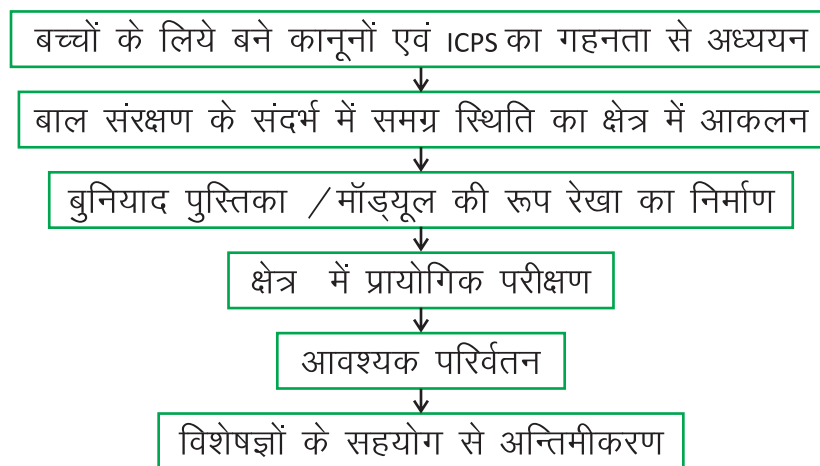 बच्चों के लिये बने कानूनों एवं ICPS का गहनता से अध्ययन
बाल संरक्षण के संदर्भ में समग्र स्थिति का क्षेत्र में आकलन
बुनियाद पुस्तिका /मॉड्यूल की रूप रेखा का निर्माण
क्षेत्र में प्रायोगिक परीक्षण
आवश्यक परिर्वतन
विशेषज्ञों के सहयोग से अन्तिमीकरण